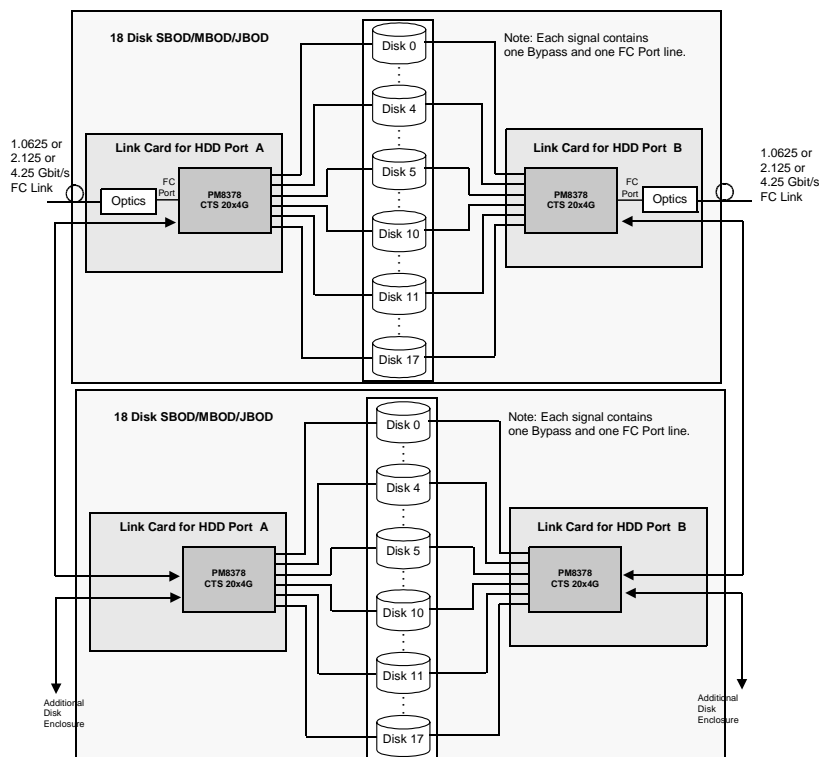 18 Disk SBOD/MBOD/JBOD
Note: Each signal contains
one Bypass and one FC Port line.
Disk 0
Disk 4
Disk 5
Disk 10
Disk 11
Disk 17
1.0625 or
2.125 or
4.25 Gbit/s
FC Link
Link Card for HDD Port A
FC
Port
Optics
PM8378
CTS 20x4G
Link Card for HDD Port B
PM8378
CTS 20x4G
FC
Port
Optics
1.0625 or
2.125 or
4.25 Gbit/s
FC Link
18 Disk SBOD/MBOD/JBOD
Note: Each signal contains
one Bypass and one FC Port line.
Disk 0
Disk 4
Disk 5
Disk 10
Disk 11
Disk 17
Link Card for HDD Port A
PM8378
CTS 20x4G
Link Card for HDD Port B
PM8378
CTS 20x4G
Additional
Disk
Enclosure
Additional
Disk
Enclosure